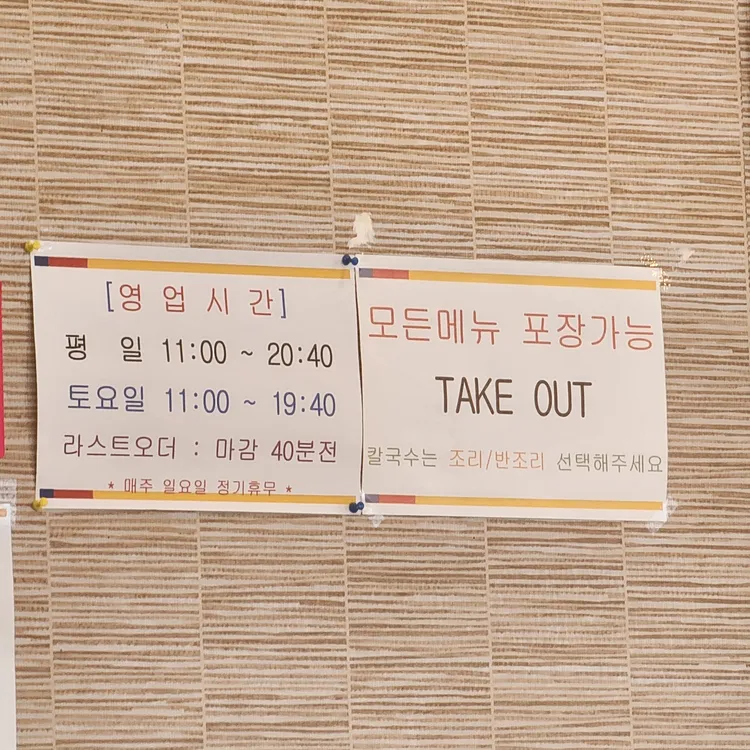 [영 업 시 간]
평 일 11:00 ~ 20:40
토요일 11:00 ~ 19:40
라스트오더 : 마감 40분전
* 매주 일요일 정기휴무 *
모든메뉴 포장가능
TAKE OUT
칼국수는 조리/반조리 선택해주세요